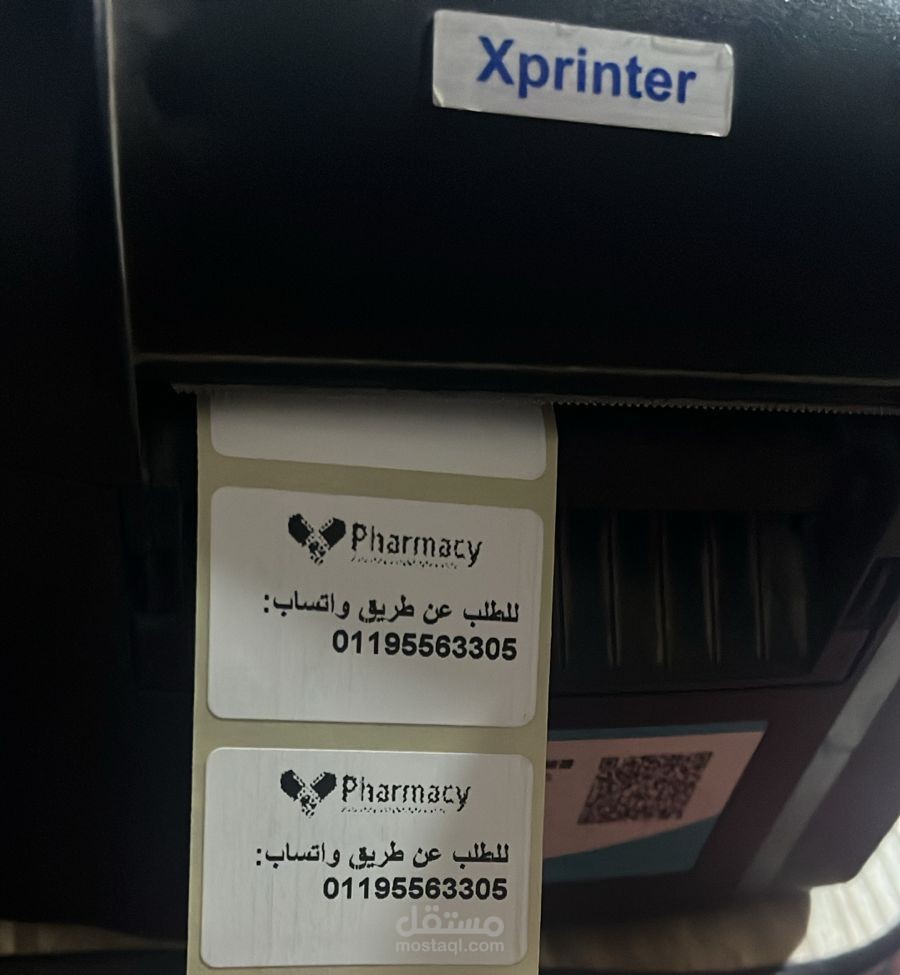 Xprinter
Pharmacy
للطلب عن طريق واتساب:
01195563305
Pharmacy
للطلب عن طريق واتساب:
01195563305
مستقل
mostaql.com